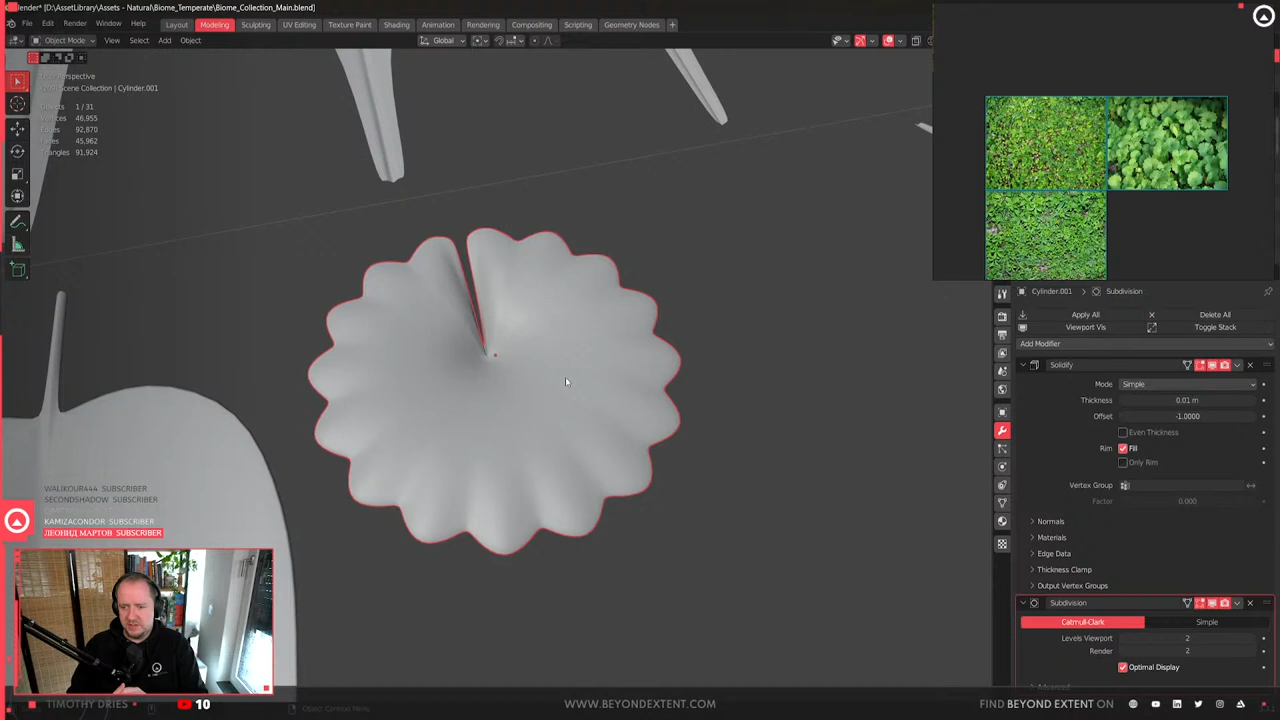 Blender* [D:\AssetLibrary\Assets - Natural\Biome_Temperate\Biome_Collection_Main.blend]
File Edit Render Window Help Layout Modeling Sculpting UV Editing Texture Paint Shading Animation Rendering Compositing Scripting Geometry Nodes +
Object Mode View Select Add Object Global
Perspective
Scene Collection | Cylinder.001
Objects 1 / 31
Vertices 46,955
Edges 92,870
Faces 45,962
Triangles 91,924
Cylinder.001 > Subdivision
Apply All Delete All
Viewport Vis Toggle Stack
Add Modifier
Solidify
Mode Simple
Thickness 0.01 m
Offset -1.0000
Even Thickness
Rim Fill
Only Rim
Vertex Group
Factor 0.000
Normals
Materials
Edge Data
Thickness Clamp
Output Vertex Groups
Subdivision
Catmull-Clark Simple
Levels Viewport 2
Render 2
Optimal Display
Advanced
WALIKOUR444 SUBSCRIBER
SECONDSHADOW SUBSCRIBER
KAMIZACONDOR SUBSCRIBER
ЛЕОНИД МАРТОВ SUBSCRIBER
Object Context Menu
TIMOTHY DRIES 10 WWW.BEYONDEXTENT.COM FIND BEYOND EXTENT ON